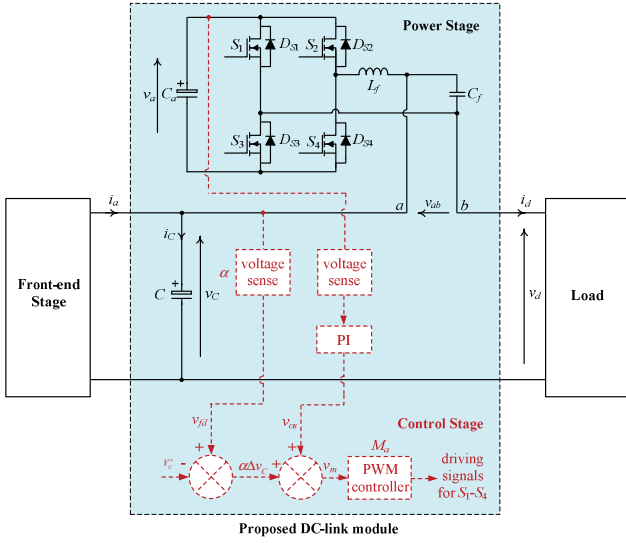 Power Stage
S1
DS1
S2
DS2
va
+
Ca
Lf
Cf
S3
DS3
S4
DS4
ia
a
vab
b
id
iC
+
C
vC
α
voltage
sense
voltage
sense
PI
Front-end
Stage
vd
Load
vfd
vos
Control Stage
+
+
Ma
-
αΔvC
+
vm
PWM
controller
driving
signals
for S1-S4
Proposed DC-link module